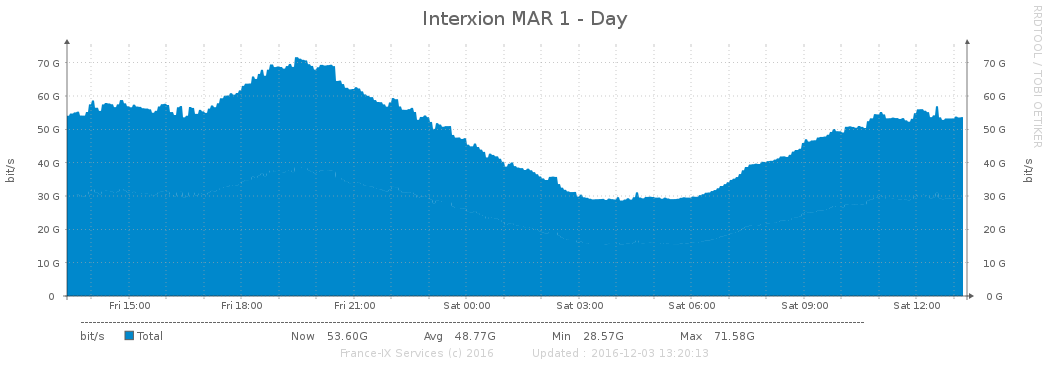 Interxion MAR 1 - Day
RRDTOOL / TOBI OETIKER
bit/s
70 G 70 G
60 G 60 G
50 G 50 G
40 G 40 G
30 G 30 G
20 G 20 G
10 G 10 G
0 0 G
bit/s
Fri 15:00 Fri 18:00 Fri 21:00 Sat 00:00 Sat 03:00 Sat 06:00 Sat 09:00 Sat 12:00
bit/s Total Now 53.60G Avg 48.77G Min 28.57G Max 71.58G
France-IX Services (c) 2016 Updated : 2016-12-03 13:20:13